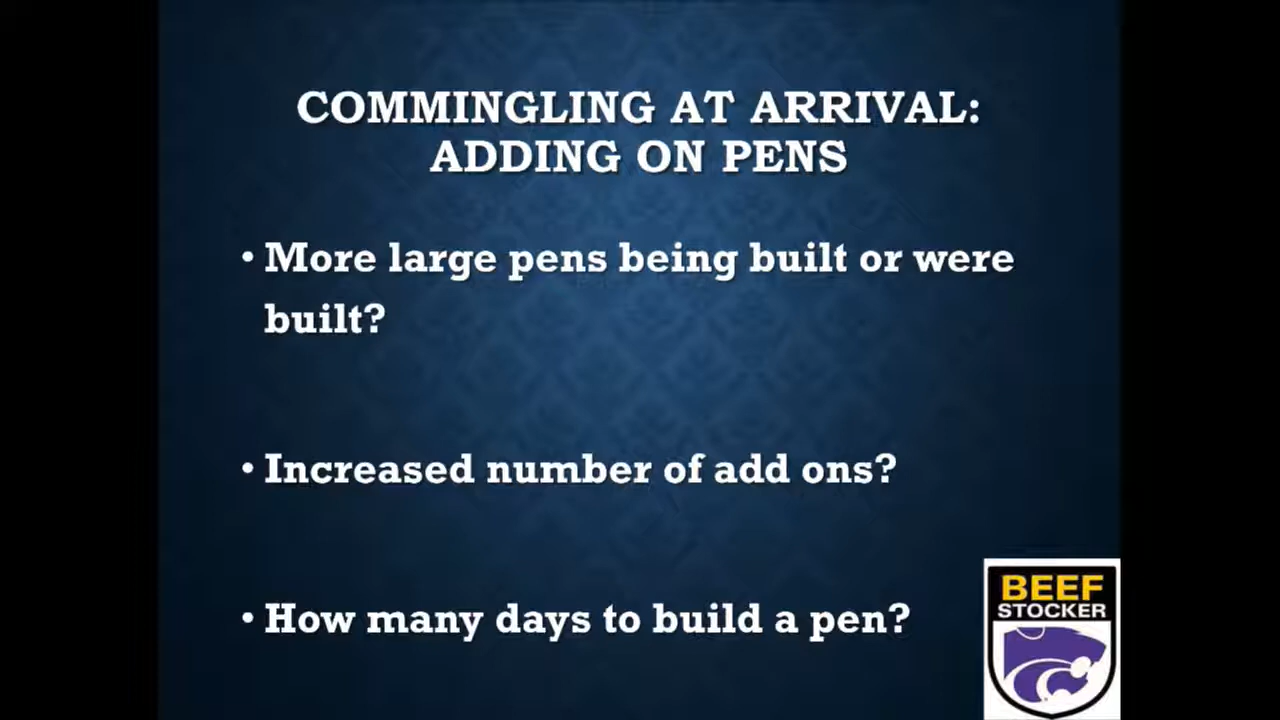 COMMINGLING AT ARRIVAL:
ADDING ON PENS
• More large pens being built or were
built?
• Increased number of add ons?
• How many days to build a pen?
BEEF
STOCKER